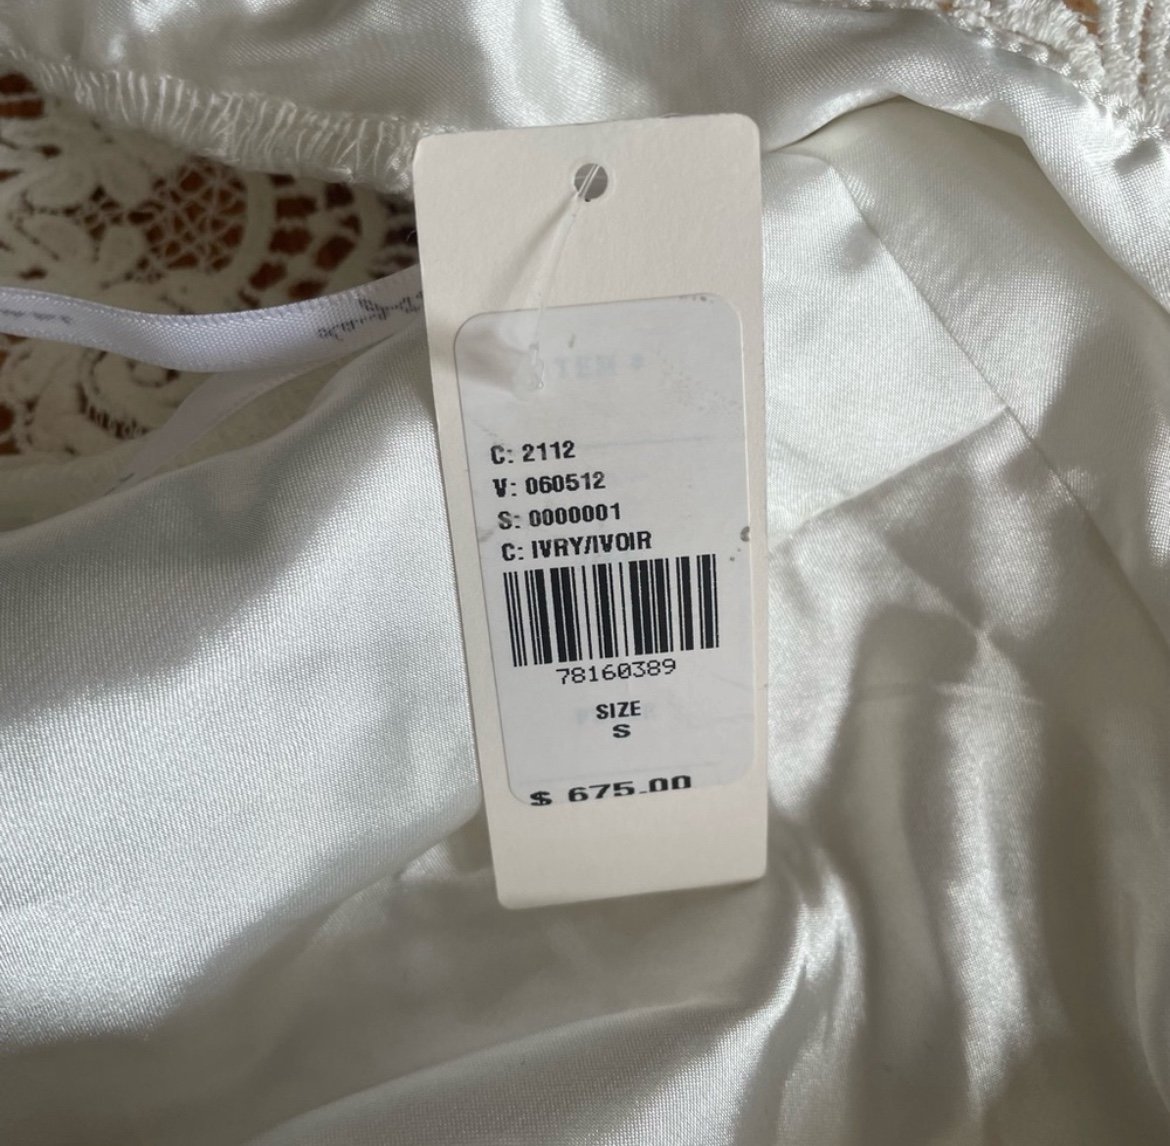 C: 2112
V: 060512
S: 0000001
C: IVRY/IVOIR
78160389
SIZE
S
$ 675.00